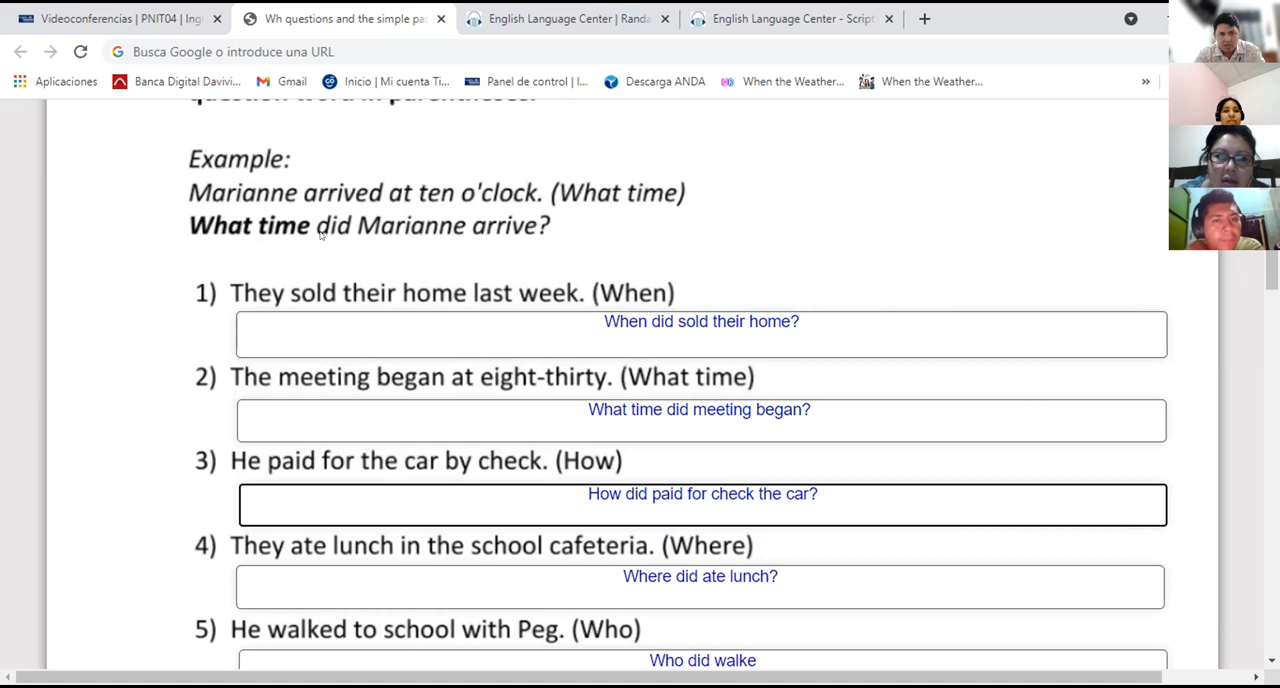 Videoconferencias | PNIT04 | Ingl
Wh questions and the simple pas
English Language Center | Randa
English Language Center - Script
Busca Google o introduce una URL
Aplicaciones
Banca Digital Davivi...
Gmail
Inicio | Mi cuenta Ti...
Panel de control | I...
Descarga ANDA
When the Weather...
When the Weather...
»
question word in parentheses.
Example:
Marianne arrived at ten o'clock. (What time)
What time did Marianne arrive?
1) They sold their home last week. (When)
When did sold their home?
2) The meeting began at eight-thirty. (What time)
What time did meeting began?
3) He paid for the car by check. (How)
How did paid for check the car?
4) They ate lunch in the school cafeteria. (Where)
Where did ate lunch?
5) He walked to school with Peg. (Who)
Who did walke